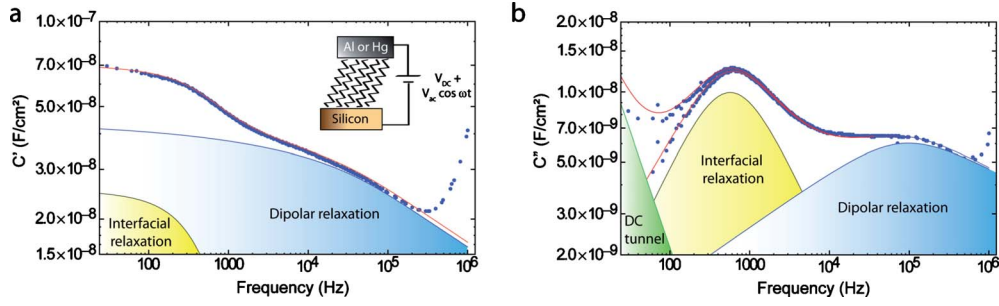 a
C' (F/cm²)
1.0×10⁻⁷
7.0×10⁻⁸
5.0×10⁻⁸
3.0×10⁻⁸
2.0×10⁻⁸
1.5×10⁻⁸
Al or Hg
V_DC +
V_ac cos ωt
Silicon
Interfacial
relaxation
Dipolar relaxation
100 1000 10⁴ 10⁵ 10⁶
Frequency (Hz)
b
C" (F/cm²)
2.0×10⁻⁸
1.0×10⁻⁸
7.0×10⁻⁹
5.0×10⁻⁹
3.0×10⁻⁹
2.0×10⁻⁹
Interfacial
relaxation
DC
tunnel
Dipolar relaxation
100 1000 10⁴ 10⁵ 10⁶
Frequency (Hz)